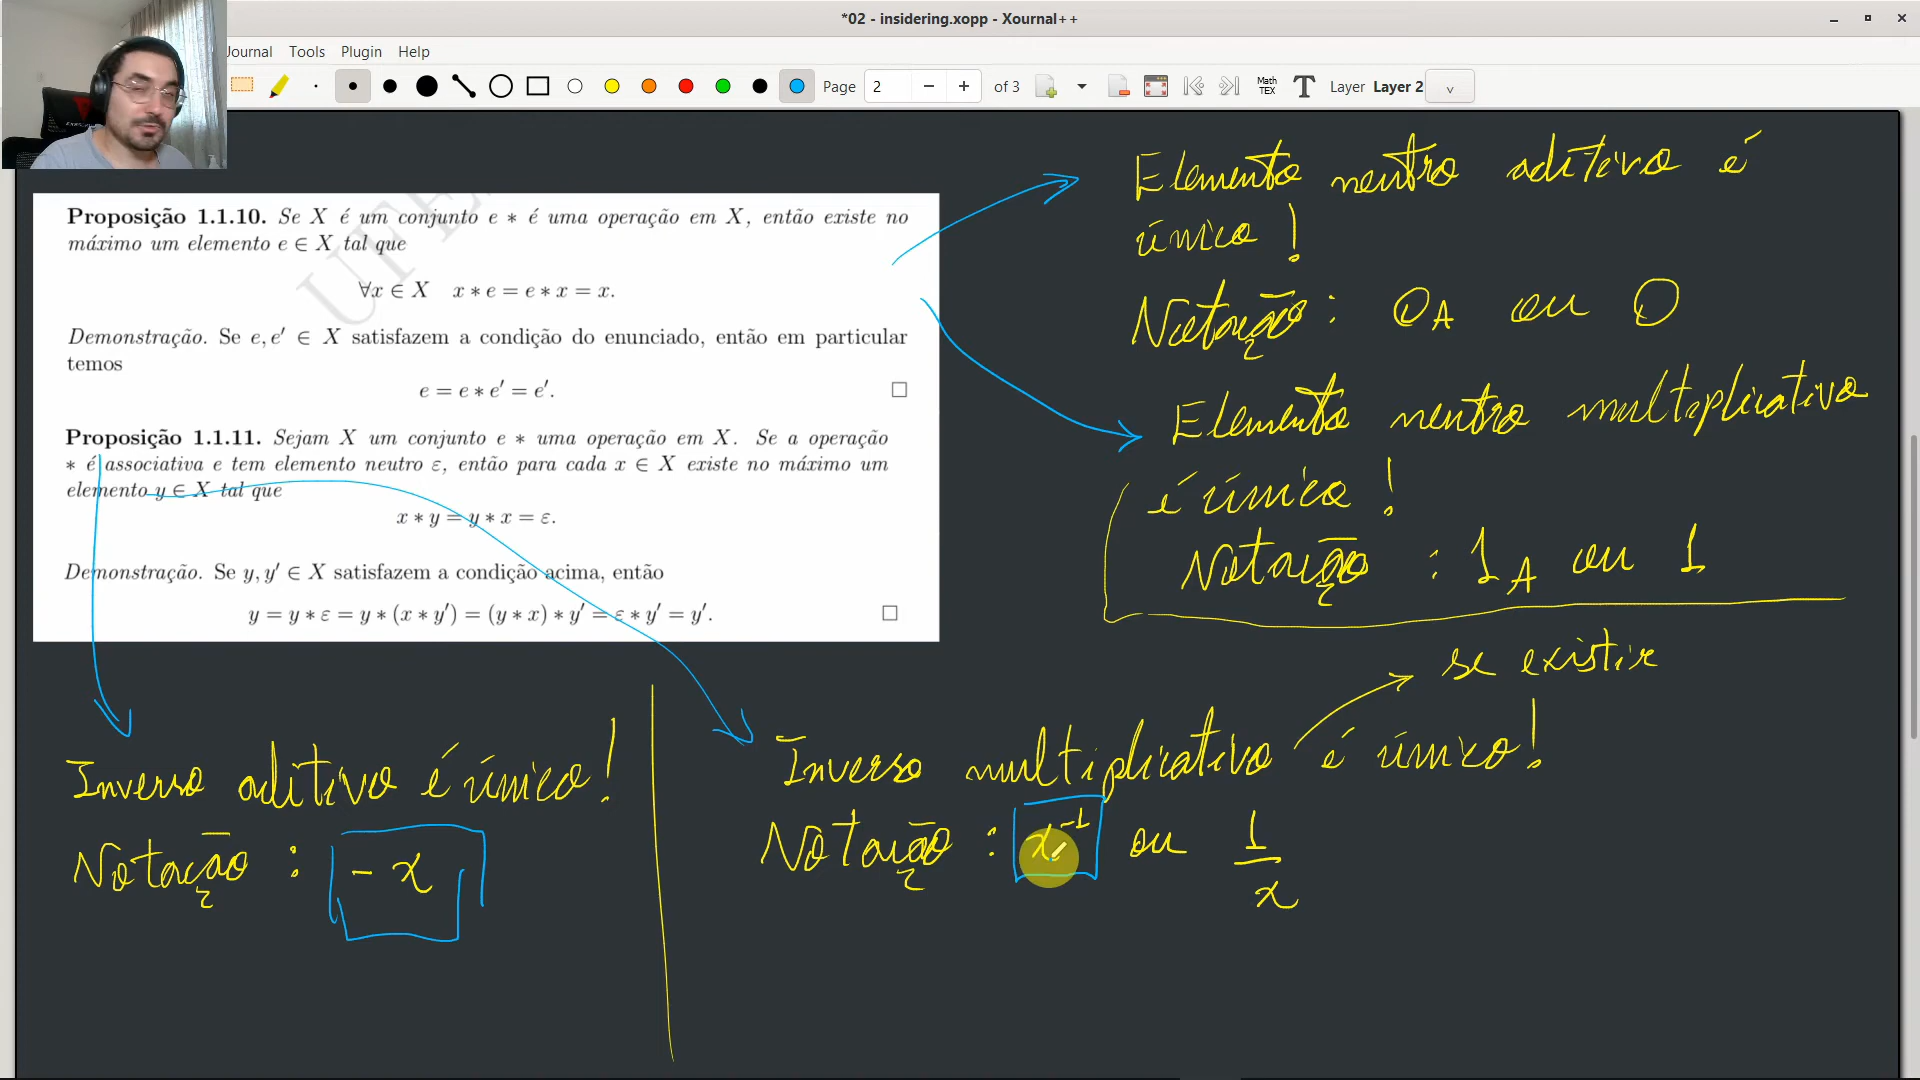 *02 - insidering.xopp - Xournal++
Journal Tools Plugin Help
Page 2 of 3 Math TEX T Layer Layer 2
UFE
Proposição 1.1.10. Se X é um conjunto e ∗ é uma operação em X, então existe no
máximo um elemento e ∈ X tal que
∀x ∈ X x ∗ e = e ∗ x = x.
Demonstração. Se e, e′ ∈ X satisfazem a condição do enunciado, então em particular
temos
e = e ∗ e′ = e′. □
Proposição 1.1.11. Sejam X um conjunto e ∗ uma operação em X. Se a operação
∗ é associativa e tem elemento neutro ε, então para cada x ∈ X existe no máximo um
elemento y ∈ X tal que
x ∗ y = y ∗ x = ε.
Demonstração. Se y, y′ ∈ X satisfazem a condição acima, então
y = y ∗ ε = y ∗ (x ∗ y′) = (y ∗ x) ∗ y′ = ε ∗ y′ = y′. □
Elemento neutro aditivo é
único!
Notação: 0_A ou 0
Elemento neutro multiplicativo
é único!
Notação: 1_A ou 1
se existir
Inverso aditivo é único!
Notação: -x
Inverso multiplicativo é único!
Notação: x⁻¹ ou 1/x